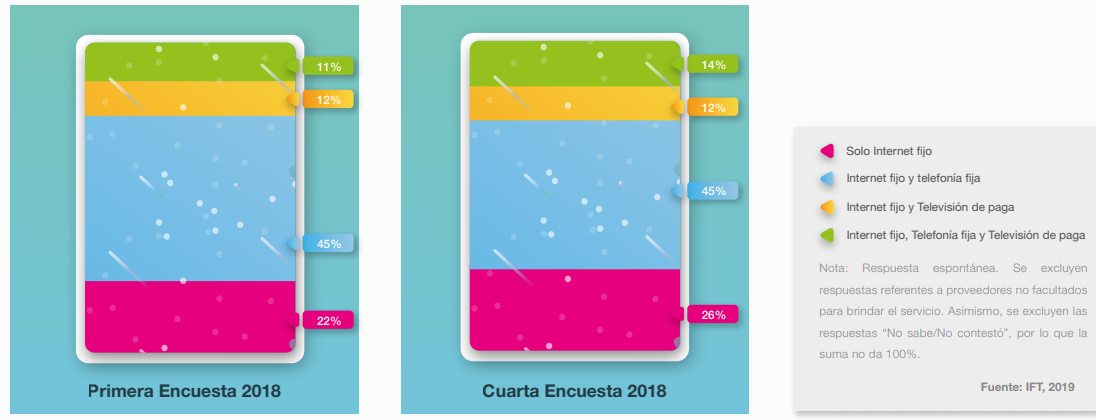 11%
12%
45%
22%
Primera Encuesta 2018
14%
12%
45%
26%
Cuarta Encuesta 2018
Solo Internet fijo
Internet fijo y telefonía fija
Internet fijo y Televisión de paga
Internet fijo, Telefonía fija y Televisión de paga
Nota: Respuesta espontánea. Se excluyen
respuestas referentes a proveedores no facultados
para brindar el servicio. Asimismo, se excluyen las
respuestas “No sabe/No contestó”, por lo que la
suma no da 100%.
Fuente: IFT, 2019